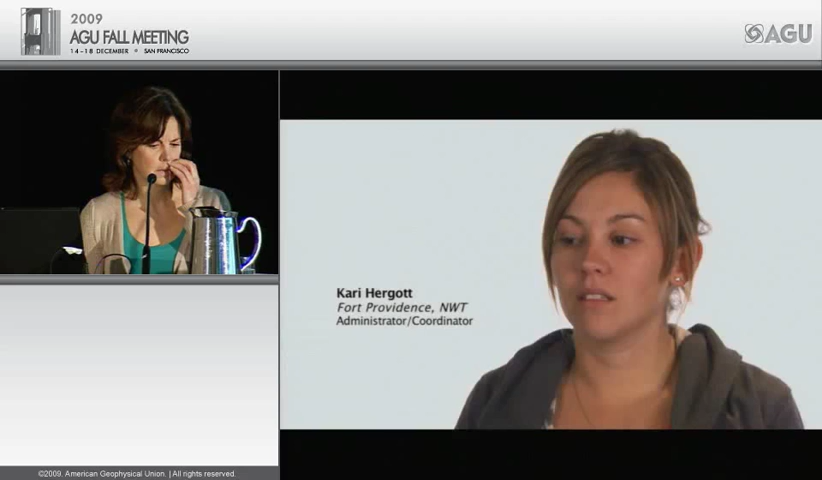 2009
AGU FALL MEETING
14-18 DECEMBER • SAN FRANCISCO
AGU
Kari Hergott
Fort Providence, NWT
Administrator/Coordinator
©2009. American Geophysical Union. | All rights reserved.